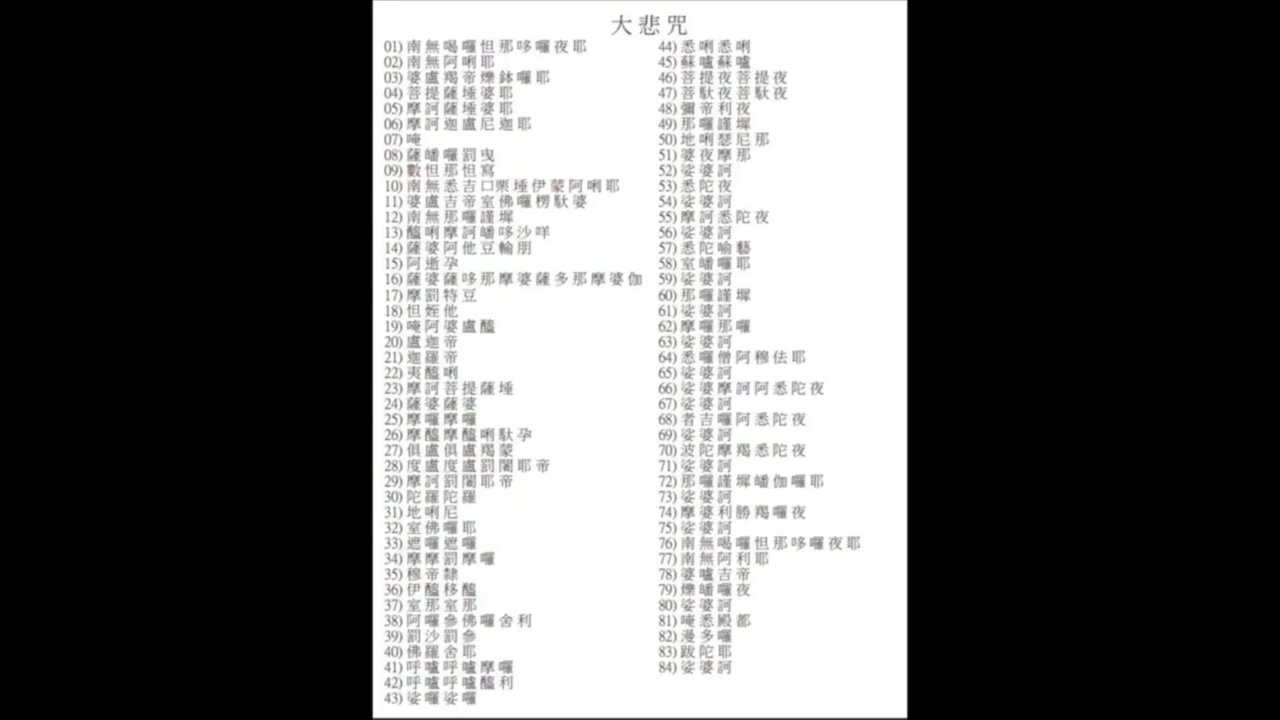 大悲咒
01) 南無喝囉怛那哆囉夜耶
02) 南無阿唎耶
03) 婆盧羯帝爍鉢囉耶
04) 菩提薩埵婆耶
05) 摩訶薩埵婆耶
06) 摩訶迦盧尼迦耶
07) 唵
08) 薩皤囉罰曳
09) 數怛那怛寫
10) 南無悉吉口栗埵伊蒙阿唎耶
11) 婆盧吉帝室佛囉楞馱婆
12) 南無那囉謹墀
13) 醯唎摩訶皤哆沙咩
14) 薩婆阿他豆輸朋
15) 阿逝孕
16) 薩婆薩哆那摩婆薩多那摩婆伽
17) 摩罰特豆
18) 怛姪他
19) 唵阿婆盧醯
20) 盧迦帝
21) 迦羅帝
22) 夷醯唎
23) 摩訶菩提薩埵
24) 薩婆薩婆
25) 摩囉摩囉
26) 摩醯摩醯唎馱孕
27) 俱盧俱盧羯蒙
28) 度盧度盧罰闍耶帝
29) 摩訶罰闍耶帝
30) 陀羅陀羅
31) 地唎尼
32) 室佛囉耶
33) 遮囉遮囉
34) 摩摩罰摩囉
35) 穆帝隸
36) 伊醯移醯
37) 室那室那
38) 阿囉參佛囉舍利
39) 罰沙罰參
40) 佛羅舍耶
41) 呼嚧呼嚧摩囉
42) 呼嚧呼嚧醯利
43) 娑囉娑囉
44) 悉唎悉唎
45) 蘇嚧蘇嚧
46) 菩提夜菩提夜
47) 菩馱夜菩馱夜
48) 彌帝利夜
49) 那囉謹墀
50) 地唎瑟尼那
51) 婆夜摩那
52) 娑婆訶
53) 悉陀夜
54) 娑婆訶
55) 摩訶悉陀夜
56) 娑婆訶
57) 悉陀喻藝
58) 室皤囉耶
59) 娑婆訶
60) 那囉謹墀
61) 娑婆訶
62) 摩囉那囉
63) 娑婆訶
64) 悉囉僧阿穆佉耶
65) 娑婆訶
66) 娑婆摩訶阿悉陀夜
67) 娑婆訶
68) 者吉囉阿悉陀夜
69) 娑婆訶
70) 波陀摩羯悉陀夜
71) 娑婆訶
72) 那囉謹墀皤伽囉耶
73) 娑婆訶
74) 摩婆利勝羯囉夜
75) 娑婆訶
76) 南無喝囉怛那哆囉夜耶
77) 南無阿利耶
78) 婆嚧吉帝
79) 爍皤囉夜
80) 娑婆訶
81) 唵悉殿都
82) 漫多囉
83) 跋陀耶
84) 娑婆訶